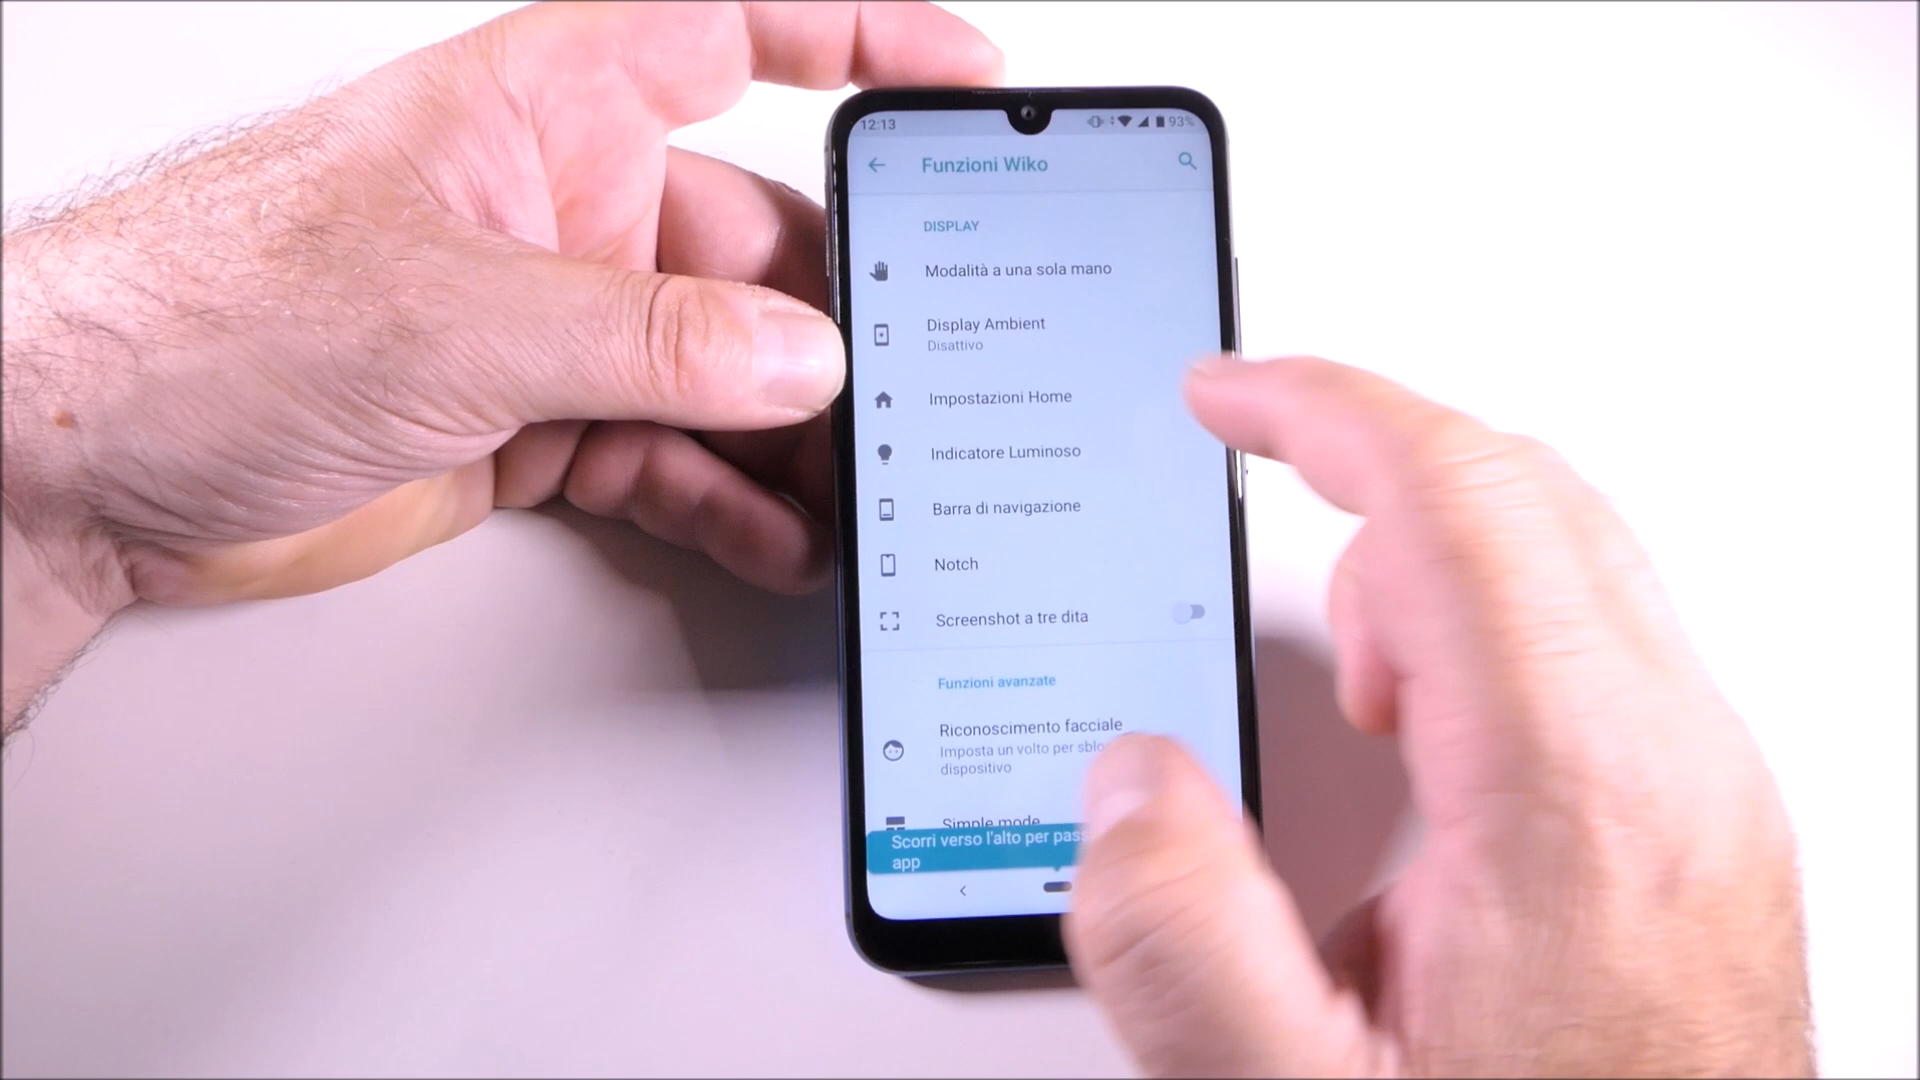 12:13
93%
Funzioni Wiko
DISPLAY
Modalità a una sola mano
Display Ambient
Disattivo
Impostazioni Home
Indicatore Luminoso
Barra di navigazione
Notch
Screenshot a tre dita
Funzioni avanzate
Riconoscimento facciale
Imposta un volto per
dispositivo
Simple mode
Scorri verso l'alto per
app